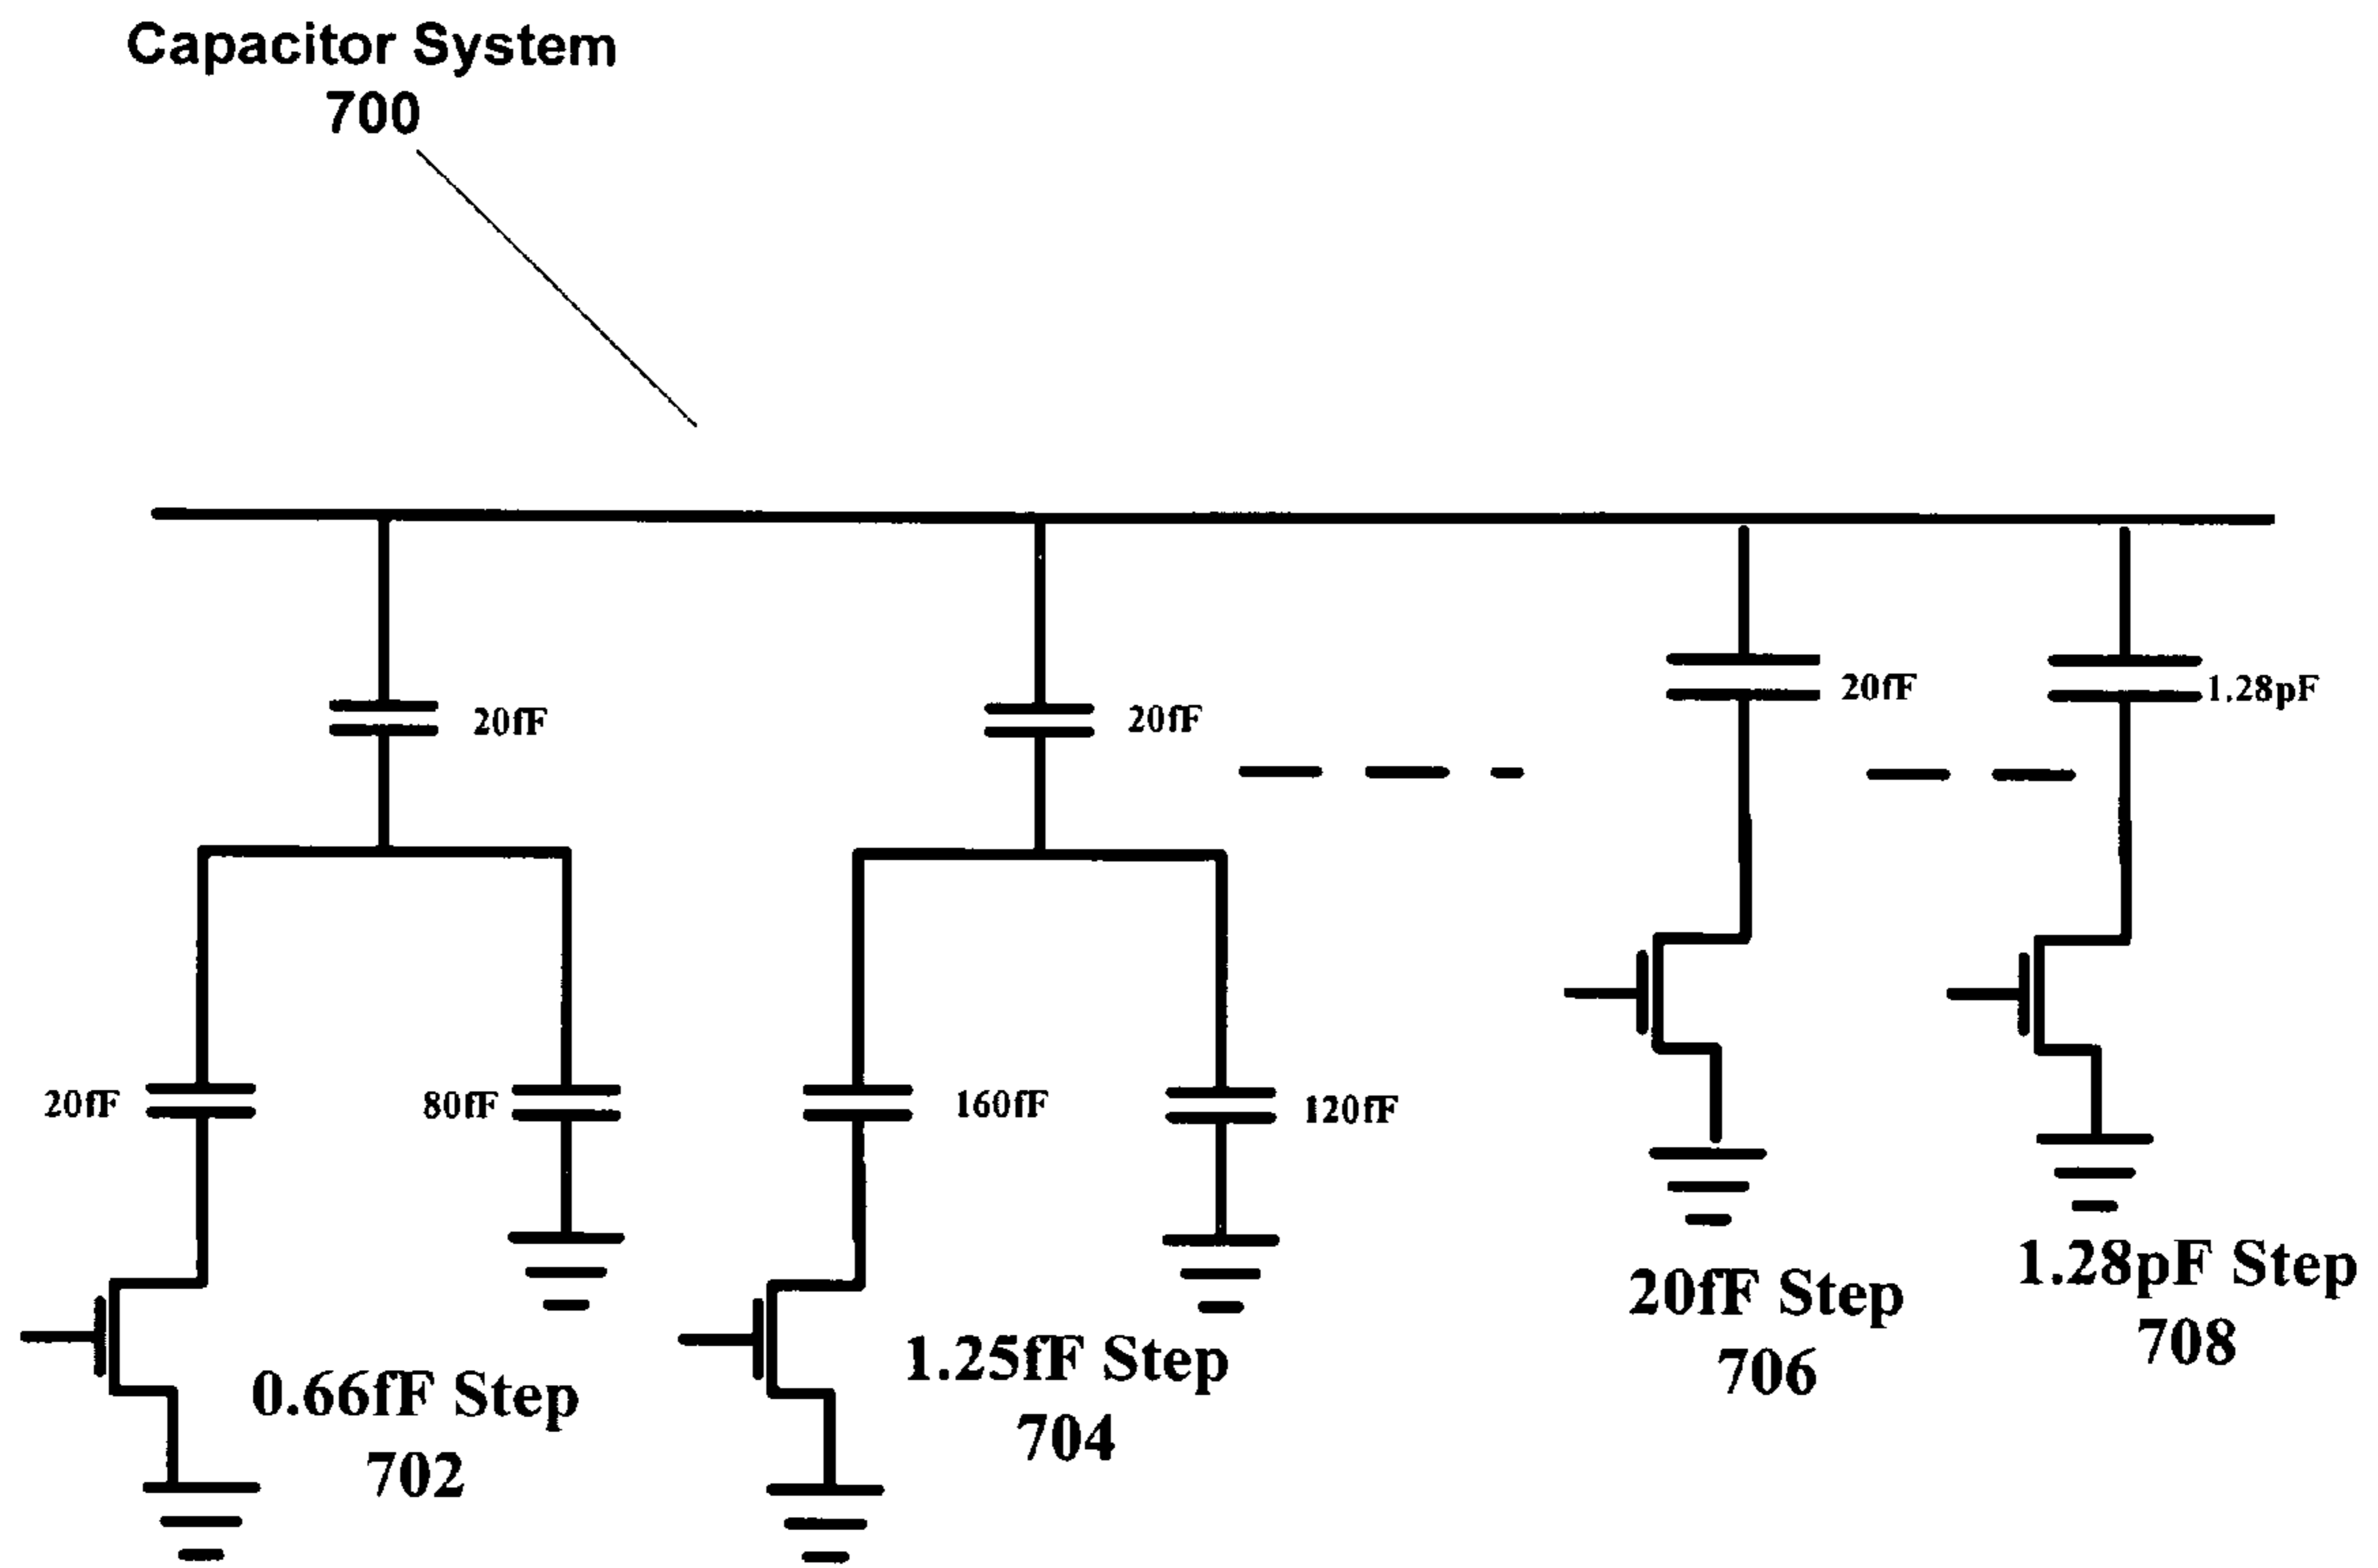 Capacitor System
700
20fF
20fF
20fF
1.28pF
20fF
80fF
160fF
120fF
0.66fF Step
702
1.25fF Step
704
20fF Step
706
1.28pF Step
708